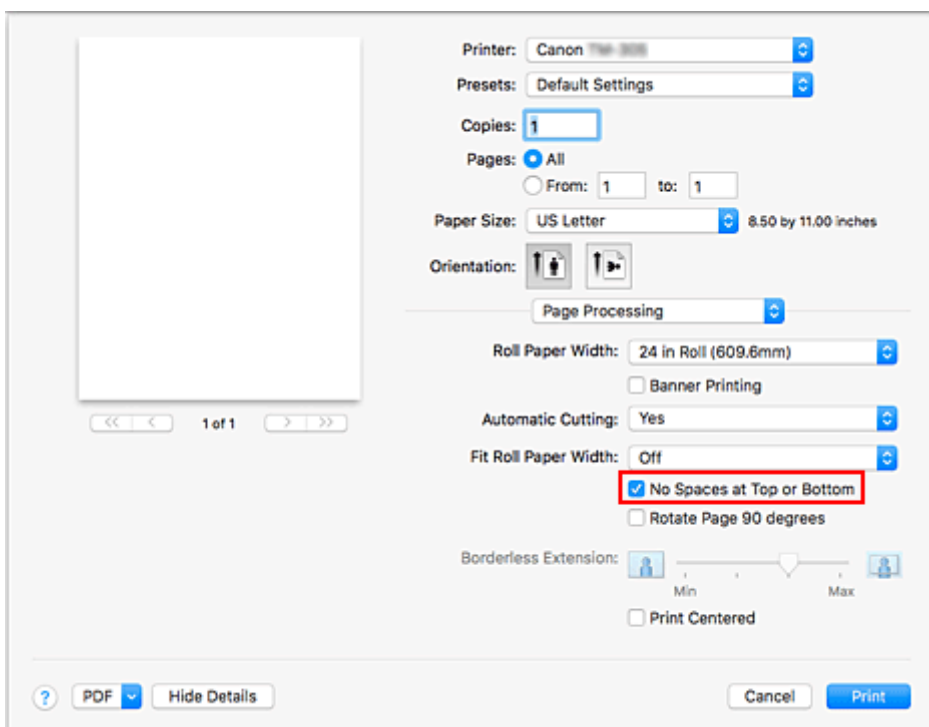 Printer: Canon
Presets: Default Settings
Copies: 1
Pages: All
From: 1 to: 1
Paper Size: US Letter 8.50 by 11.00 inches
Orientation:
Page Processing
Roll Paper Width: 24 in Roll (609.6mm)
Banner Printing
<< < 1 of 1 > >>
Automatic Cutting: Yes
Fit Roll Paper Width: Off
No Spaces at Top or Bottom
Rotate Page 90 degrees
Borderless Extension:
Min Max
Print Centered
? PDF Hide Details Cancel Print